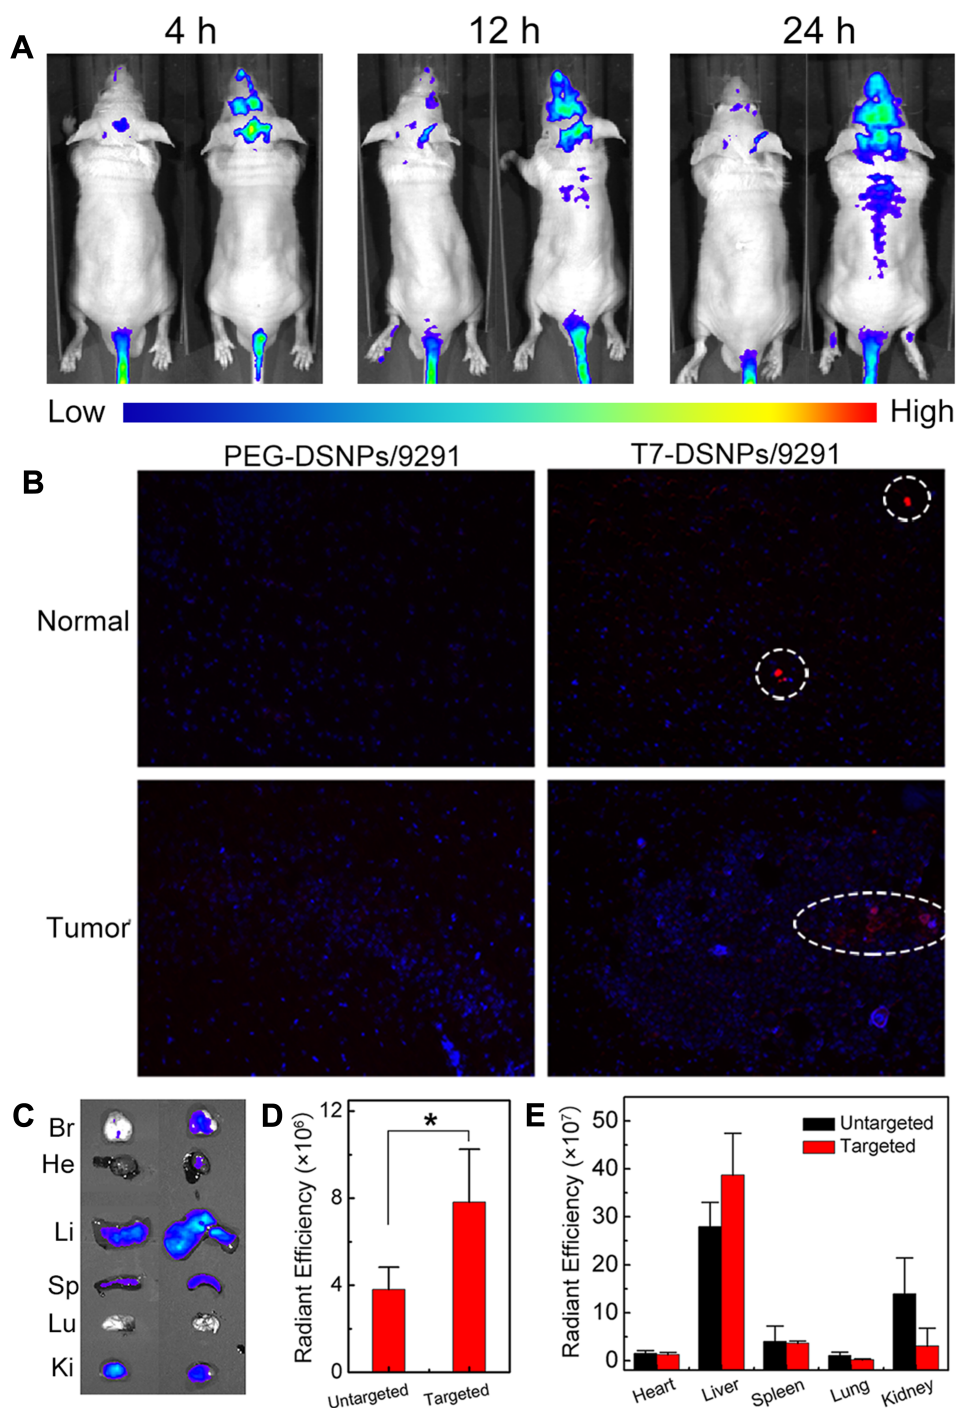 A
4 h
12 h
24 h
Low
High
B
PEG-DSNPs/9291
T7-DSNPs/9291
Normal
Tumor
C
Br
He
Li
Sp
Lu
Ki
D
Radiant Efficiency (×10⁶)
12
8
4
0
*
Untargeted
Targeted
E
Radiant Efficiency (×10⁷)
50
40
30
20
10
0
Untargeted
Targeted
Heart
Liver
Spleen
Lung
Kidney